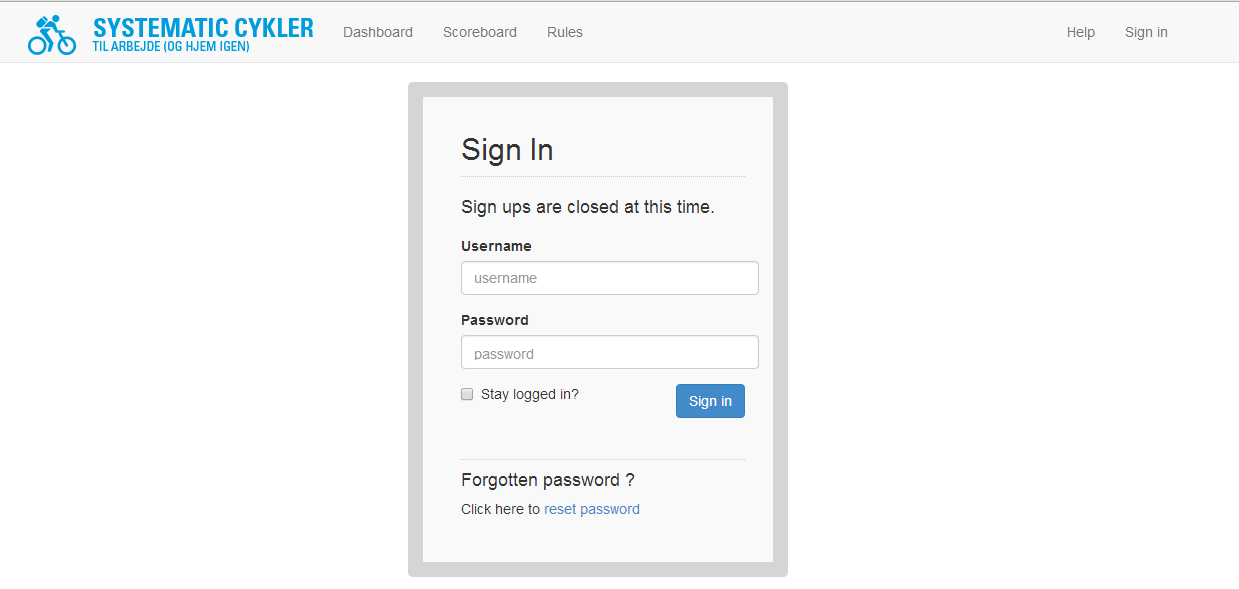 SYSTEMATIC CYKLER
TIL ARBEJDE (OG HJEM IGEN)
Dashboard Scoreboard Rules Help Sign in
Sign In
Sign ups are closed at this time.
Username
username
Password
password
Stay logged in? Sign in
Forgotten password ?
Click here to reset password